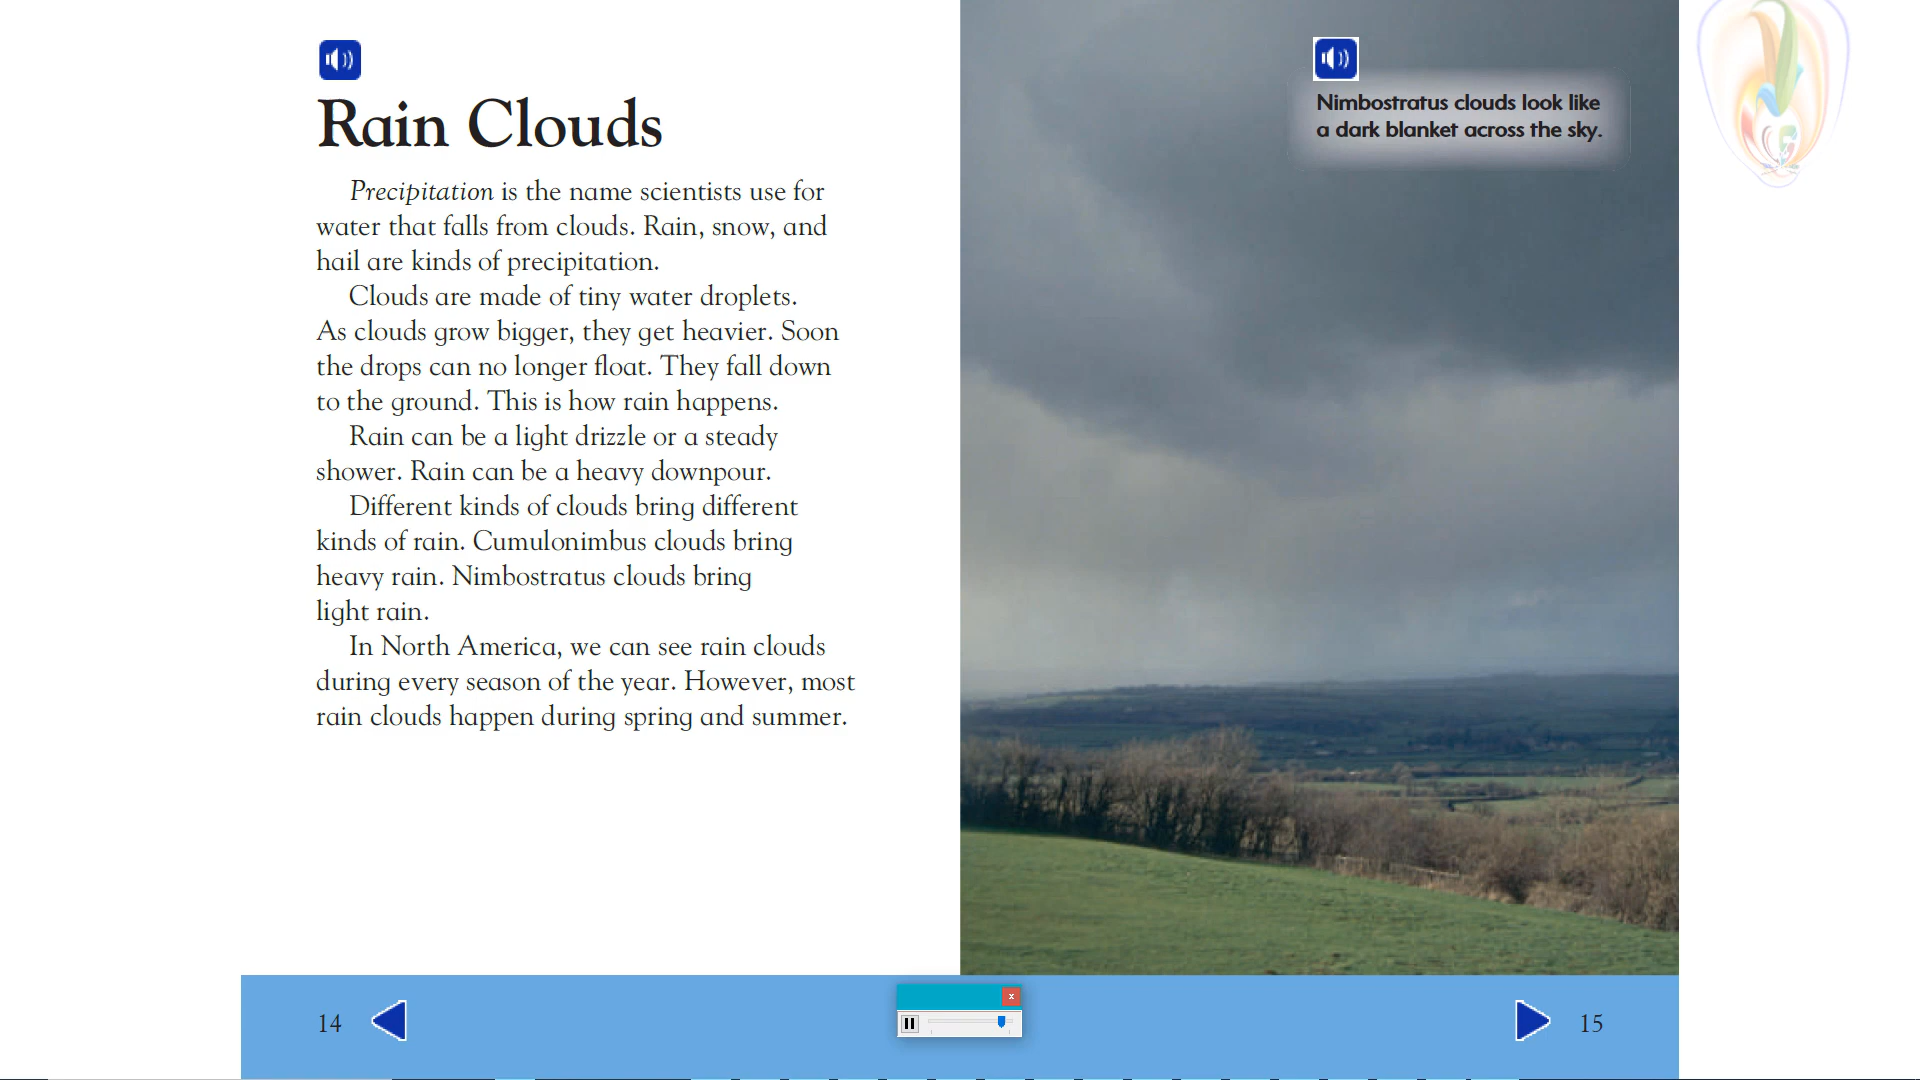 Rain Clouds
Precipitation is the name scientists use for
water that falls from clouds. Rain, snow, and
hail are kinds of precipitation.
Clouds are made of tiny water droplets.
As clouds grow bigger, they get heavier. Soon
the drops can no longer float. They fall down
to the ground. This is how rain happens.
Rain can be a light drizzle or a steady
shower. Rain can be a heavy downpour.
Different kinds of clouds bring different
kinds of rain. Cumulonimbus clouds bring
heavy rain. Nimbostratus clouds bring
light rain.
In North America, we can see rain clouds
during every season of the year. However, most
rain clouds happen during spring and summer.
14
Nimbostratus clouds look like
a dark blanket across the sky.
15